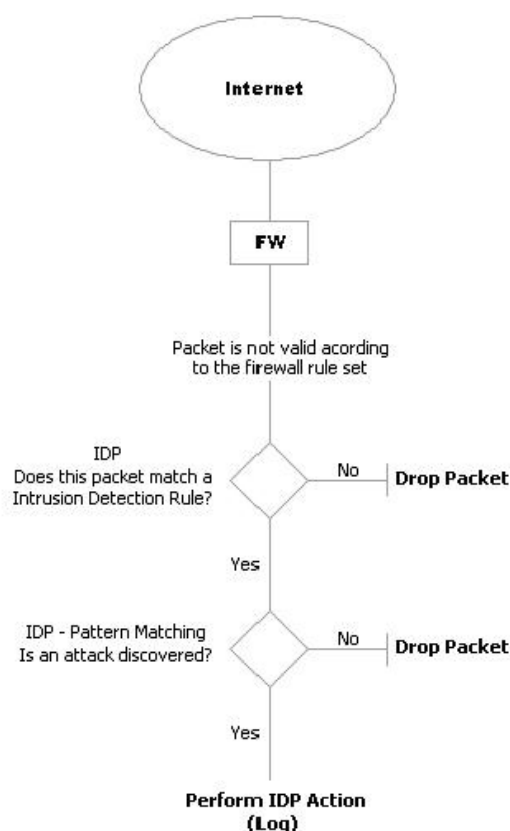 Internet
FW
Packet is not valid acording
to the firewall rule set
IDP
Does this packet match a
Intrusion Detection Rule?
No
Drop Packet
Yes
IDP - Pattern Matching
Is an attack discovered?
No
Drop Packet
Yes
Perform IDP Action
(Log)